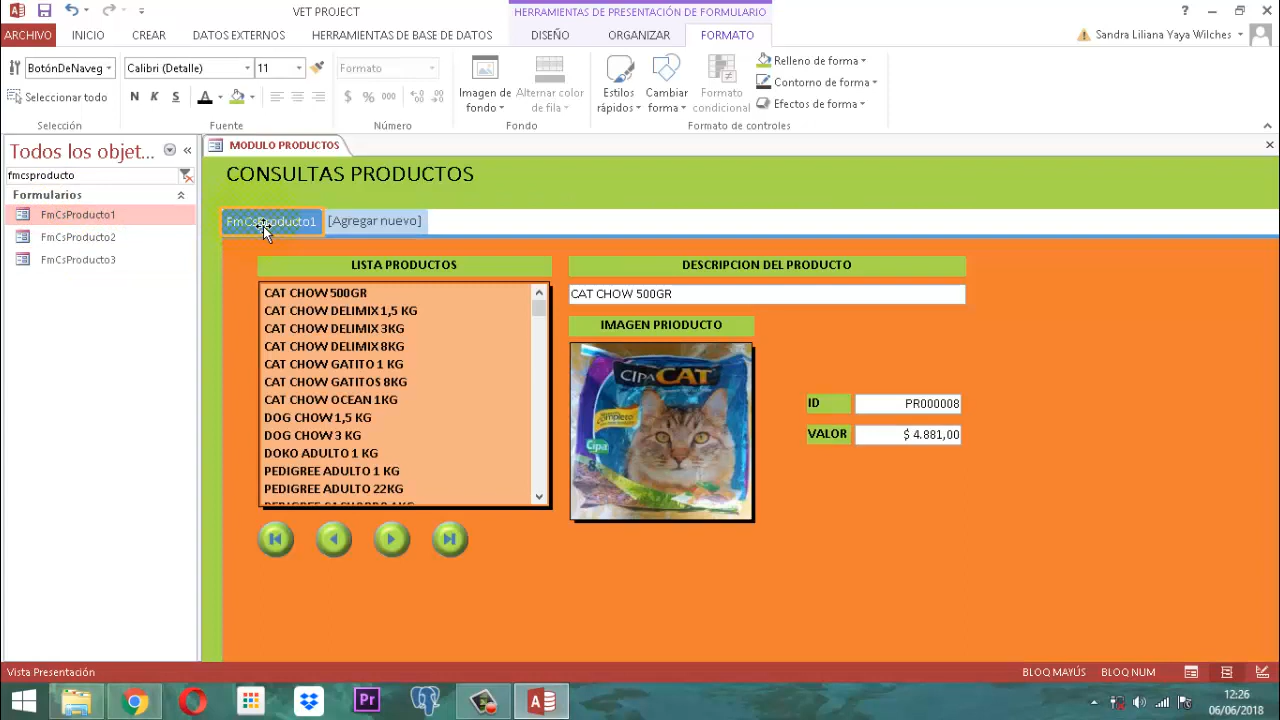 VET PROJECT
HERRAMIENTAS DE PRESENTACIÓN DE FORMULARIO
ARCHIVO
INICIO
CREAR
DATOS EXTERNOS
HERRAMIENTAS DE BASE DE DATOS
DISEÑO
ORGANIZAR
FORMATO
Sandra Liliana Yaya Wilches
BotónDeNaveg
Calibri (Detalle)
11
Formato
Seleccionar todo
N K S
$ % 000
Imagen de fondo
Alternar color de fila
Estilos rápidos
Cambiar forma
Formato condicional
Relleno de forma
Contorno de forma
Efectos de forma
Selección
Fuente
Número
Fondo
Formato de controles
Todos los objet...
fmcsproducto
Formularios
FmCsProducto1
FmCsProducto2
FmCsProducto3
MODULO PRODUCTOS
CONSULTAS PRODUCTOS
FmCsProducto1
[Agregar nuevo]
LISTA PRODUCTOS
CAT CHOW 500GR
CAT CHOW DELIMIX 1,5 KG
CAT CHOW DELIMIX 3KG
CAT CHOW DELIMIX 8KG
CAT CHOW GATITO 1 KG
CAT CHOW GATITOS 8KG
CAT CHOW OCEAN 1KG
DOG CHOW 1,5 KG
DOG CHOW 3 KG
DOKO ADULTO 1 KG
PEDIGREE ADULTO 1 KG
PEDIGREE ADULTO 22KG
DESCRIPCION DEL PRODUCTO
CAT CHOW 500GR
IMAGEN PRIODUCTO
CIPACAT
Cipa
ID
PR000008
VALOR
$ 4.881,00
Vista Presentación
BLOQ MAYÚS
BLOQ NUM
Pr
12:26
06/06/2018